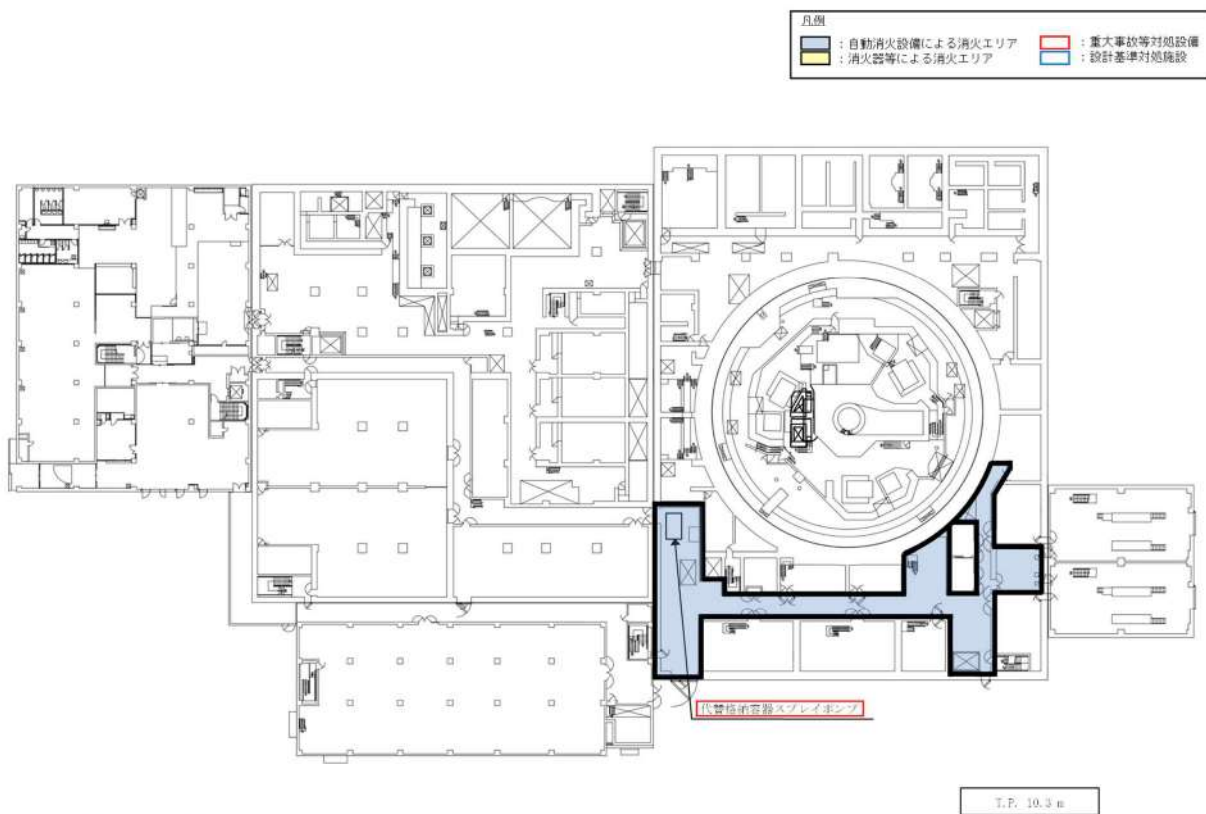 凡例
：自動消火設備による消火エリア
：消火器等による消火エリア
：重大事故等対処設備
：設計基準対処施設
代替格納容器スプレイポンプ
T.P. 10.3 m